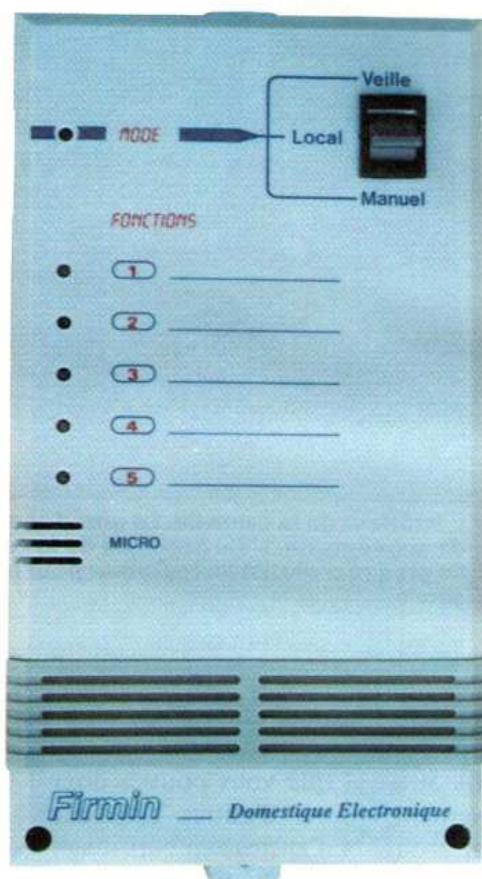 Veille
MODE Local
Manuel
FONCTIONS
1
2
3
4
5
MICRO
Firmin Domestique Electronique